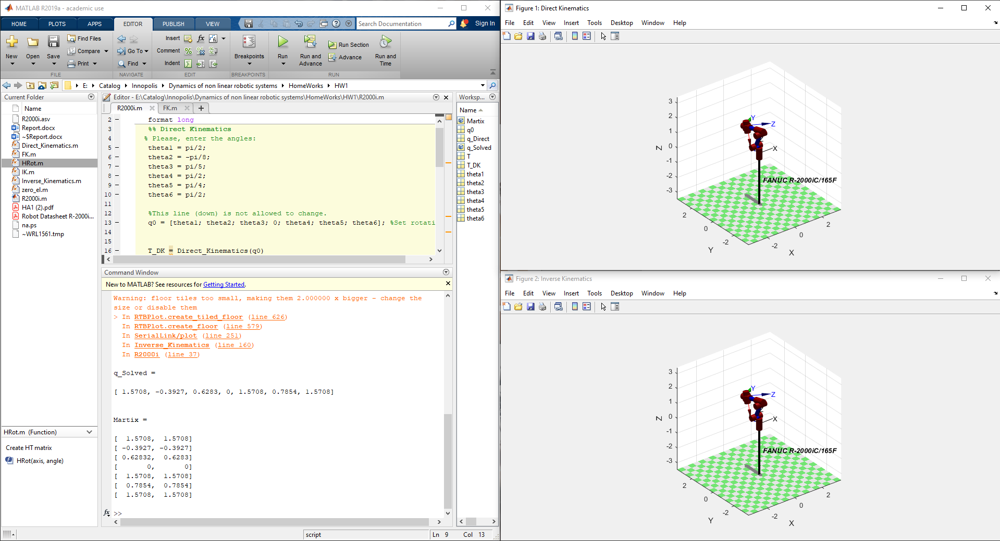 MATLAB R2019a - academic use
HOME PLOTS APPS EDITOR PUBLISH VIEW
Search Documentation
Sign In
New Open Save
Find Files
Compare
Print
FILE
Go To
Find
NAVIGATE
Insert
Comment
Indent
EDIT
Breakpoints
BREAKPOINTS
Run
Run and Advance
Run Section
Advance
Run and Time
RUN
E: Catalog Innopolis Dynamics of non linear robotic systems HomeWorks HW1
Current Folder
Name
R2000i.asv
Report.docx
~$Report.docx
Direct_Kinematics.m
FK.m
HRot.m
IK.m
Inverse_Kinematics.m
zero_el.m
R2000i.m
HA1 (2).pdf
Robot Datasheet R-2000i...
na.ps
~WRL1561.tmp
HRot.m (Function)
Create HT matrix
HRot(axis, angle)
Editor - E:\Catalog\Innopolis\Dynamics of non linear robotic systems\HomeWorks\HW1\R2000i.m
R2000i.m FK.m +
2 - format long
3 %% Direct Kinematics
4 % Please, enter the angles:
5 - theta1 = pi/2;
6 - theta2 = -pi/8;
7 - theta3 = pi/5;
8 - theta4 = pi/2;
9 - theta5 = pi/4;
10 - theta6 = pi/2;
11
12 %This line (down) is not allowed to change.
13 - q0 = [theta1; theta2; theta3; 0; theta4; theta5; theta6]; %Set rotati
14
15
16 - T_DK = Direct_Kinematics(q0)
Worksp...
Name
Martix
q0
q_Direct
q_Solved
T
T_DK
theta1
theta2
theta3
theta4
theta5
theta6
Command Window
New to MATLAB? See resources for Getting Started.
Warning: floor tiles too small, making them 2.000000 x bigger - change the
size or disable them
> In RTBPlot.create_tiled_floor (line 626)
In RTBPlot.create_floor (line 579)
In SerialLink/plot (line 251)
In Inverse_Kinematics (line 160)
In R2000i (line 37)
q_Solved =
[ 1.5708, -0.3927, 0.6283, 0, 1.5708, 0.7854, 1.5708]
Martix =
[ 1.5708, 1.5708]
[ -0.3927, -0.3927]
[ 0.62832, 0.6283]
[ 0, 0]
[ 1.5708, 1.5708]
[ 0.7854, 0.7854]
[ 1.5708, 1.5708]
fx >>
script
Ln 9 Col 13
Figure 1: Direct Kinematics
File Edit View Insert Tools Desktop Window Help
3
2
1
0
-1
-2
-3
Z
Y
Z
X
FANUC R-2000iC/165F
2
0
-2
Y
-2
0
2
X
Figure 2: Inverse Kinematics
File Edit View Insert Tools Desktop Window Help
3
2
1
0
-1
-2
-3
Z
Y
Z
X
FANUC R-2000iC/165F
2
0
-2
Y
-2
0
2
X